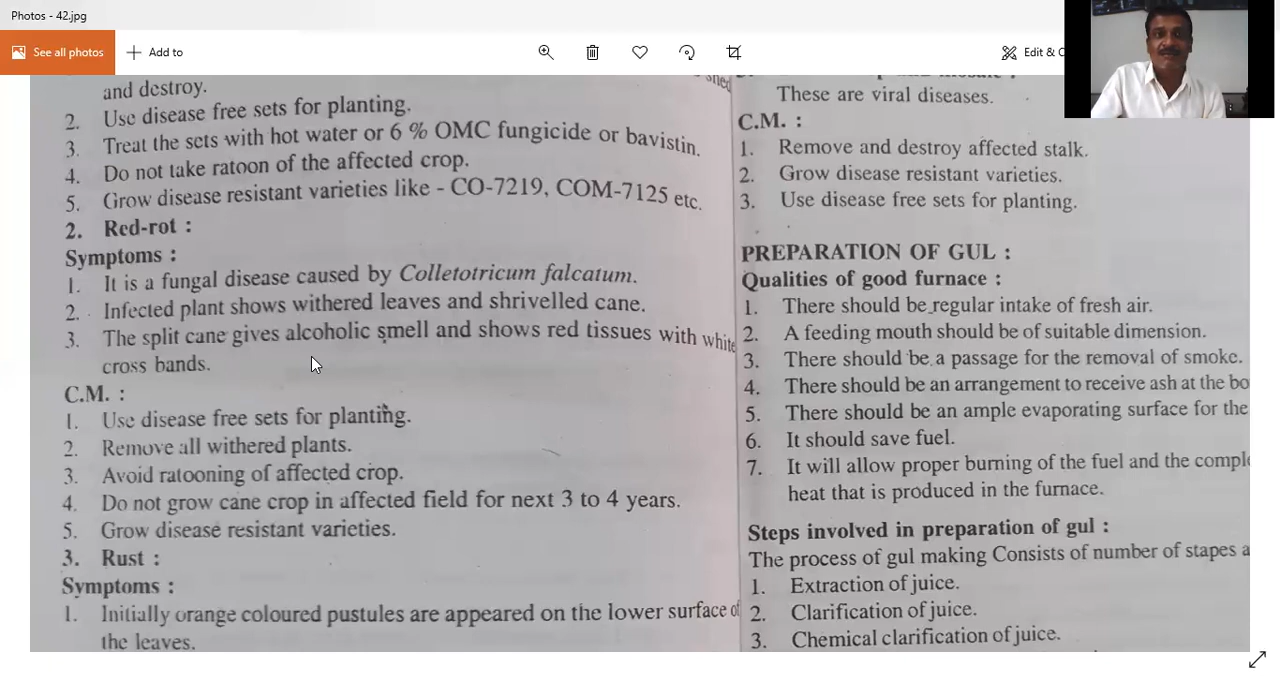 Photos - 42.jpg
See all photos
Add to
Edit & C
and destroy.
2. Use disease free sets for planting.
3. Treat the sets with hot water or 6 % OMC fungicide or bavistin.
4. Do not take ratoon of the affected crop.
5. Grow disease resistant varieties like - CO-7219, COM-7125 etc.
2. Red-rot :
Symptoms :
1. It is a fungal disease caused by Colletotricum falcatum.
2. Infected plant shows withered leaves and shrivelled cane.
3. The split cane gives alcoholic smell and shows red tissues with white
cross bands.
C.M. :
1. Use disease free sets for planting.
2. Remove all withered plants.
3. Avoid ratooning of affected crop.
4. Do not grow cane crop in affected field for next 3 to 4 years.
5. Grow disease resistant varieties.
3. Rust :
Symptoms :
1. Initially orange coloured pustules are appeared on the lower surface of
the leaves.
These are viral diseases.
C.M. :
1. Remove and destroy affected stalk.
2. Grow disease resistant varieties.
3. Use disease free sets for planting.
PREPARATION OF GUL :
Qualities of good furnace :
1. There should be regular intake of fresh air.
2. A feeding mouth should be of suitable dimension.
3. There should be a passage for the removal of smoke.
4. There should be an arrangement to receive ash at the bo
5. There should be an ample evaporating surface for the
6. It should save fuel.
7. It will allow proper burning of the fuel and the comple
heat that is produced in the furnace.
Steps involved in preparation of gul :
The process of gul making Consists of number of stapes a
1. Extraction of juice.
2. Clarification of juice.
3. Chemical clarification of juice.